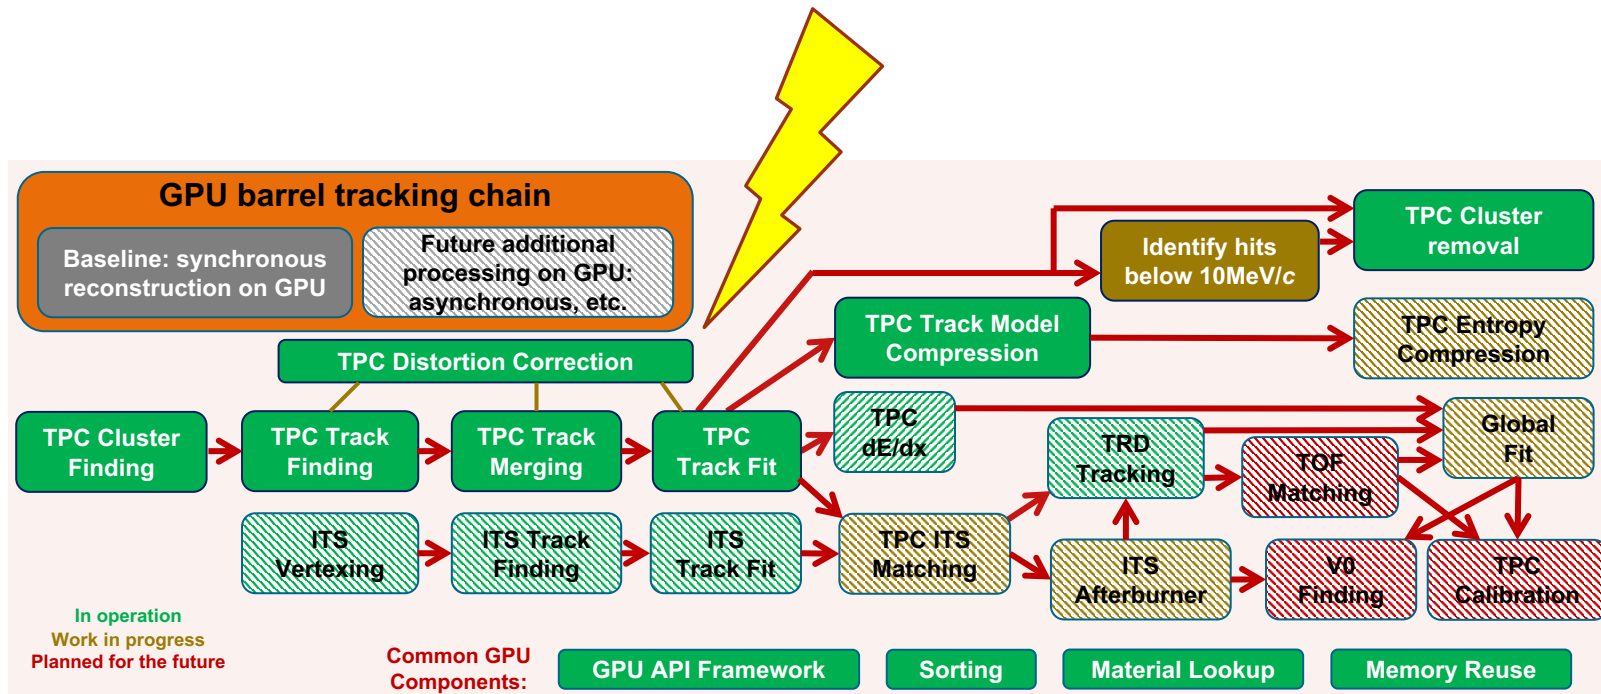 GPU barrel tracking chain
Baseline: synchronous
reconstruction on GPU
Future additional
processing on GPU:
asynchronous, etc.
TPC Cluster
removal
Identify hits
below 10MeV/c
TPC Track Model
Compression
TPC Entropy
Compression
TPC Distortion Correction
TPC Cluster
Finding
TPC Track
Finding
TPC Track
Merging
TPC
Track Fit
TPC
dE/dx
TRD
Tracking
TOF
Matching
Global
Fit
ITS
Vertexing
ITS Track
Finding
ITS
Track Fit
TPC ITS
Matching
ITS
Afterburner
V0
Finding
TPC
Calibration
In operation
Work in progress
Planned for the future
Common GPU
Components:
GPU API Framework
Sorting
Material Lookup
Memory Reuse